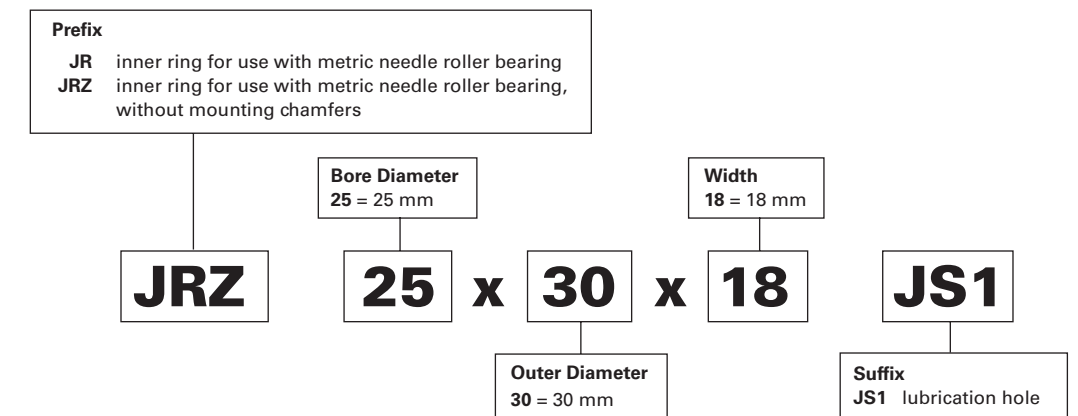 Prefix
JR inner ring for use with metric needle roller bearing
JRZ inner ring for use with metric needle roller bearing,
without mounting chamfers
Bore Diameter
25 = 25 mm
Width
18 = 18 mm
JRZ 25 x 30 x 18 JS1
Outer Diameter
30 = 30 mm
Suffix
JS1 lubrication hole